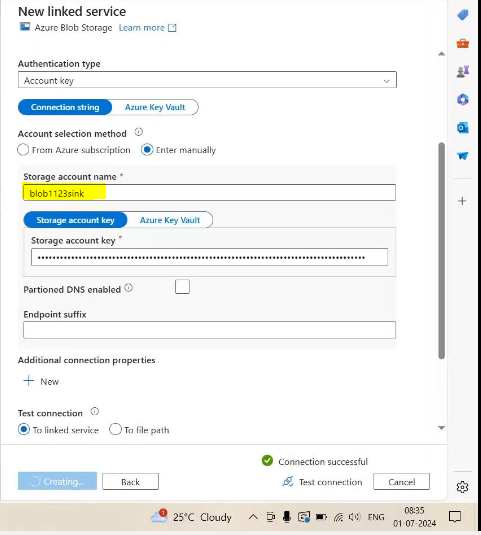 New linked service
Azure Blob Storage Learn more
Authentication type
Account key
Connection string Azure Key Vault
Account selection method
From Azure subscription Enter manually
Storage account name *
blob1123sink
Storage account key Azure Key Vault
Storage account key *
Partioned DNS enabled
Endpoint suffix
Additional connection properties
+ New
Test connection
To linked service To file path
Connection successful
Creating... Back Test connection Cancel
25°C Cloudy ENG 08:35
01-07-2024